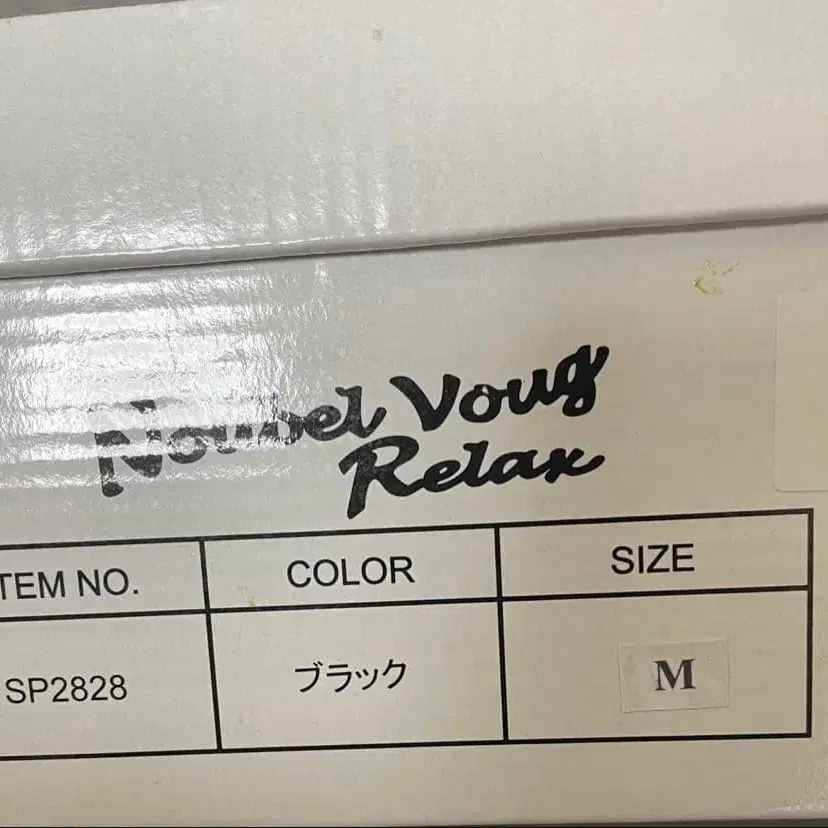 Noubel Voug
Relax
TEM NO. COLOR SIZE
SP2828 ブラック M